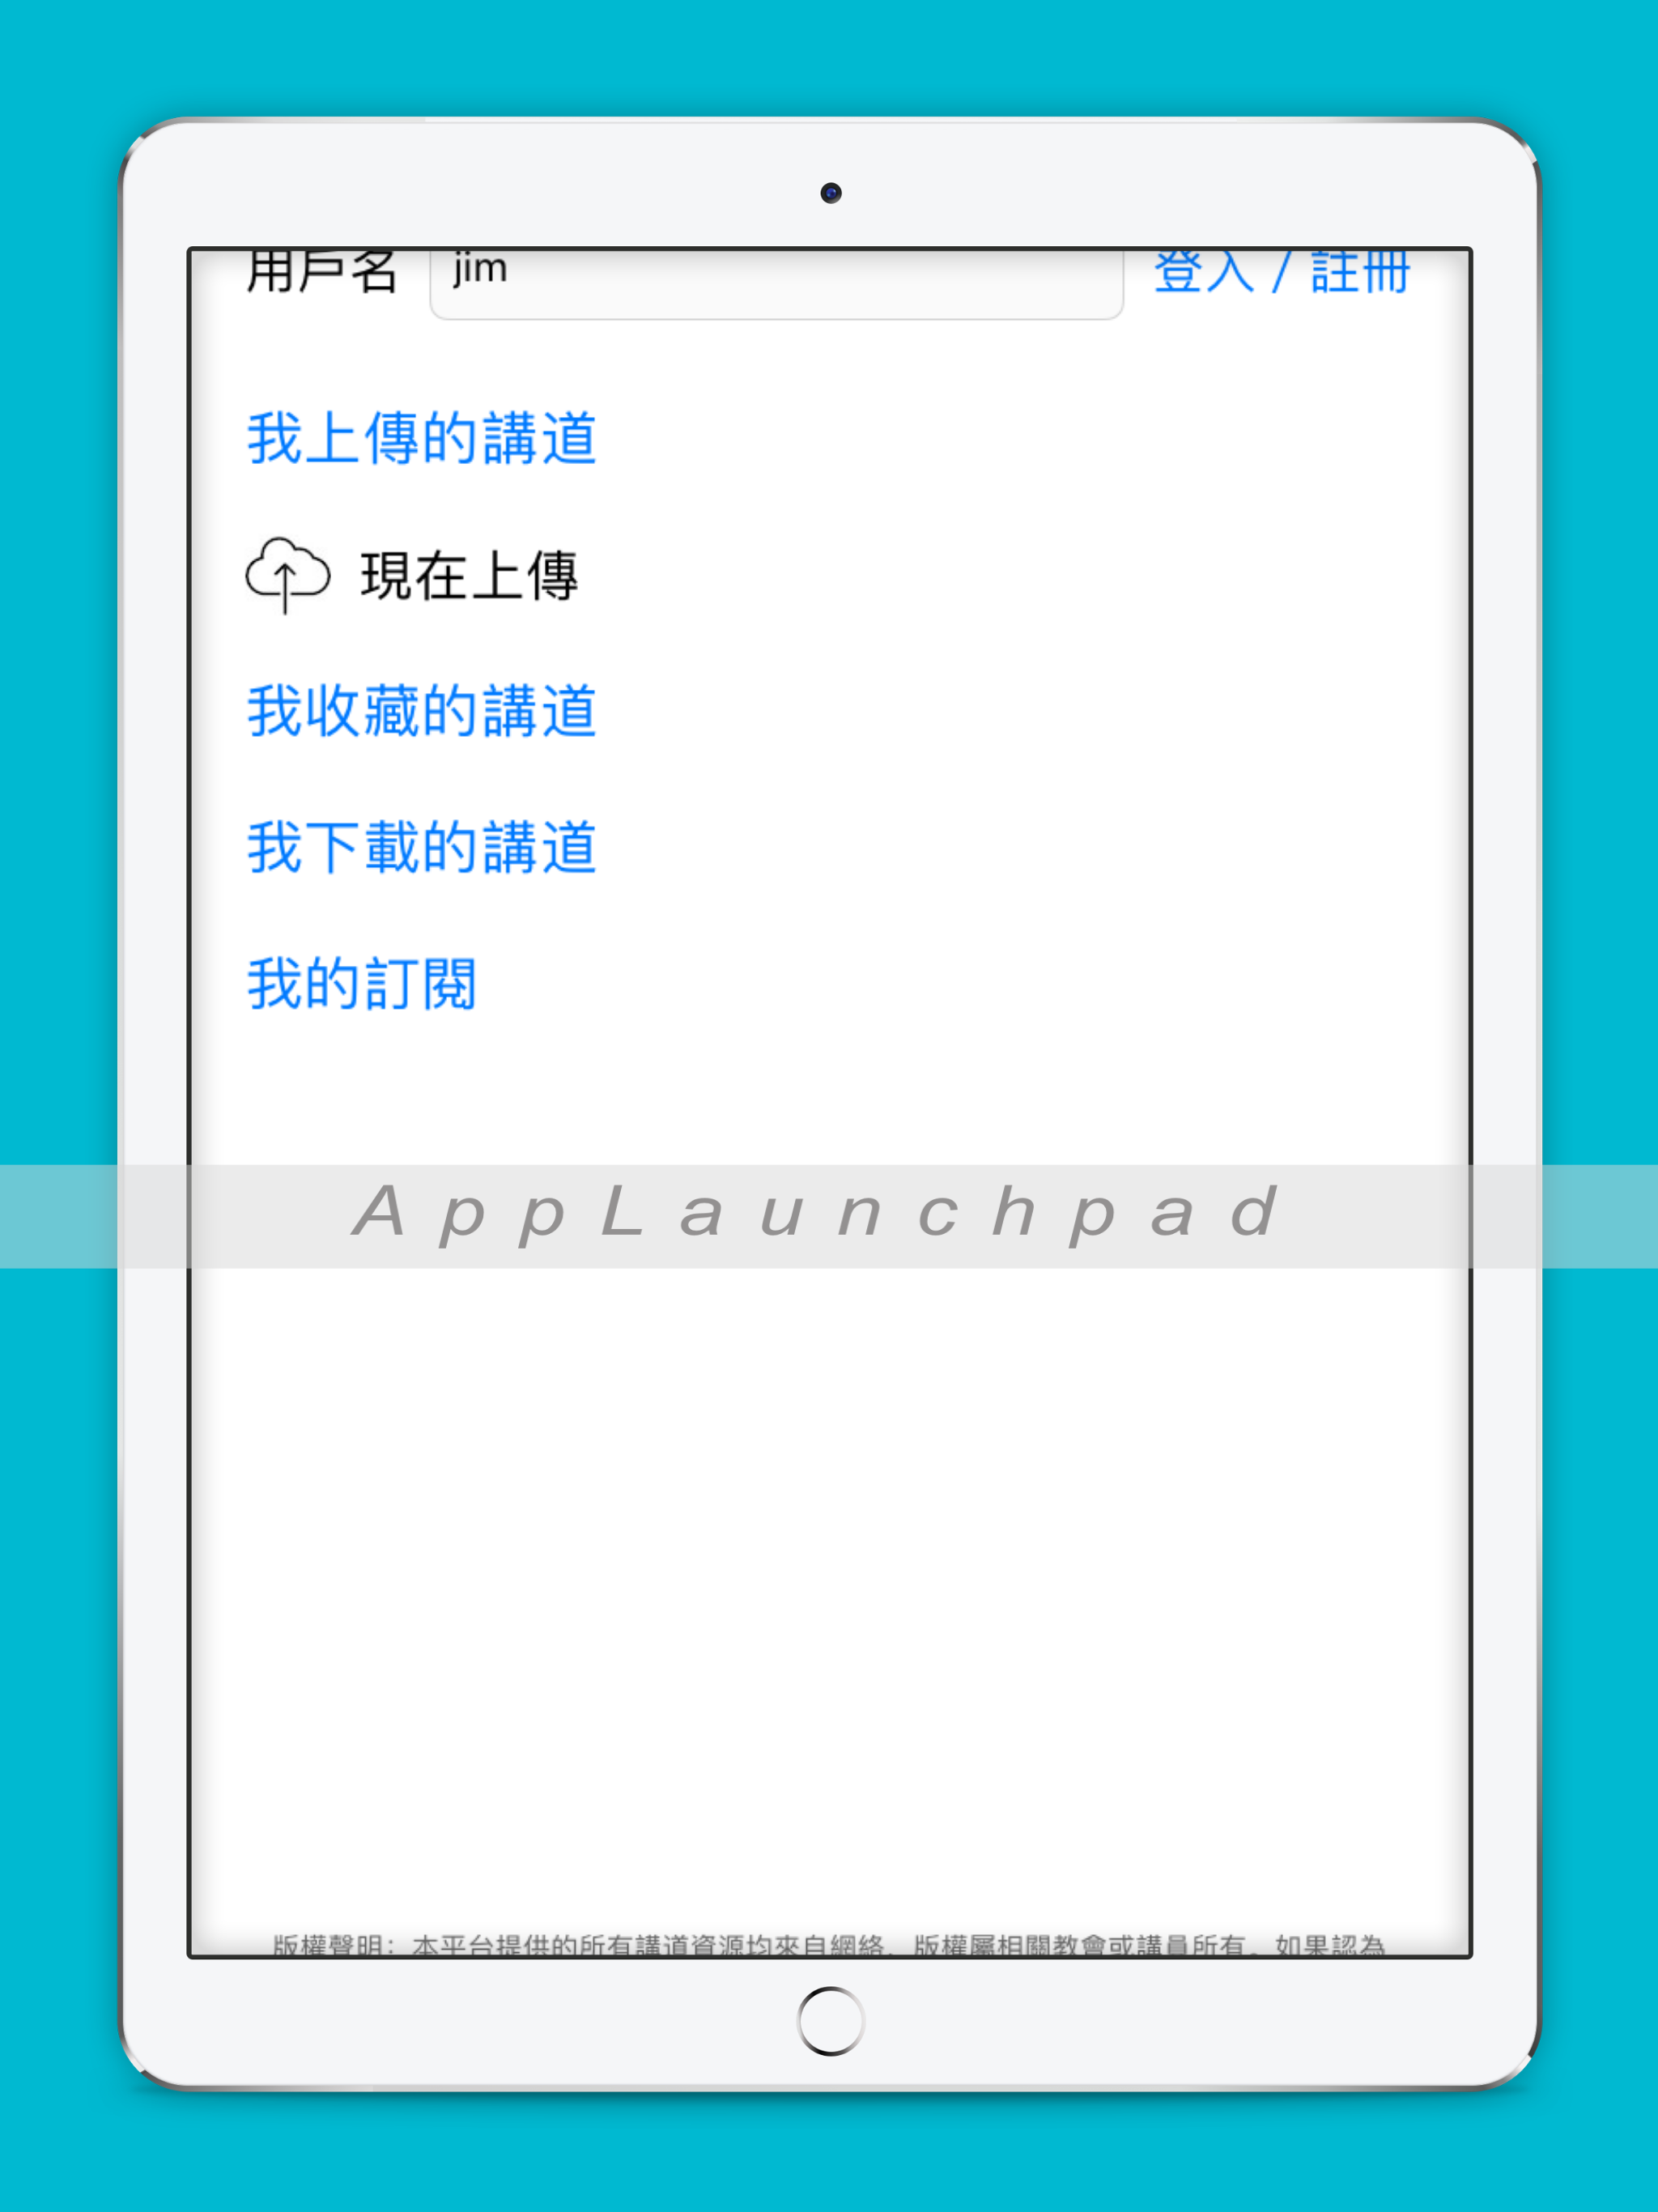 用戶名 jim 登入 / 註冊
我上傳的講道
現在上傳
我收藏的講道
我下載的講道
我的訂閱
AppLaunchpad
版權聲明：本平台提供的所有講道資源均來自網絡，版權屬相關教會或講員所有。如果認為